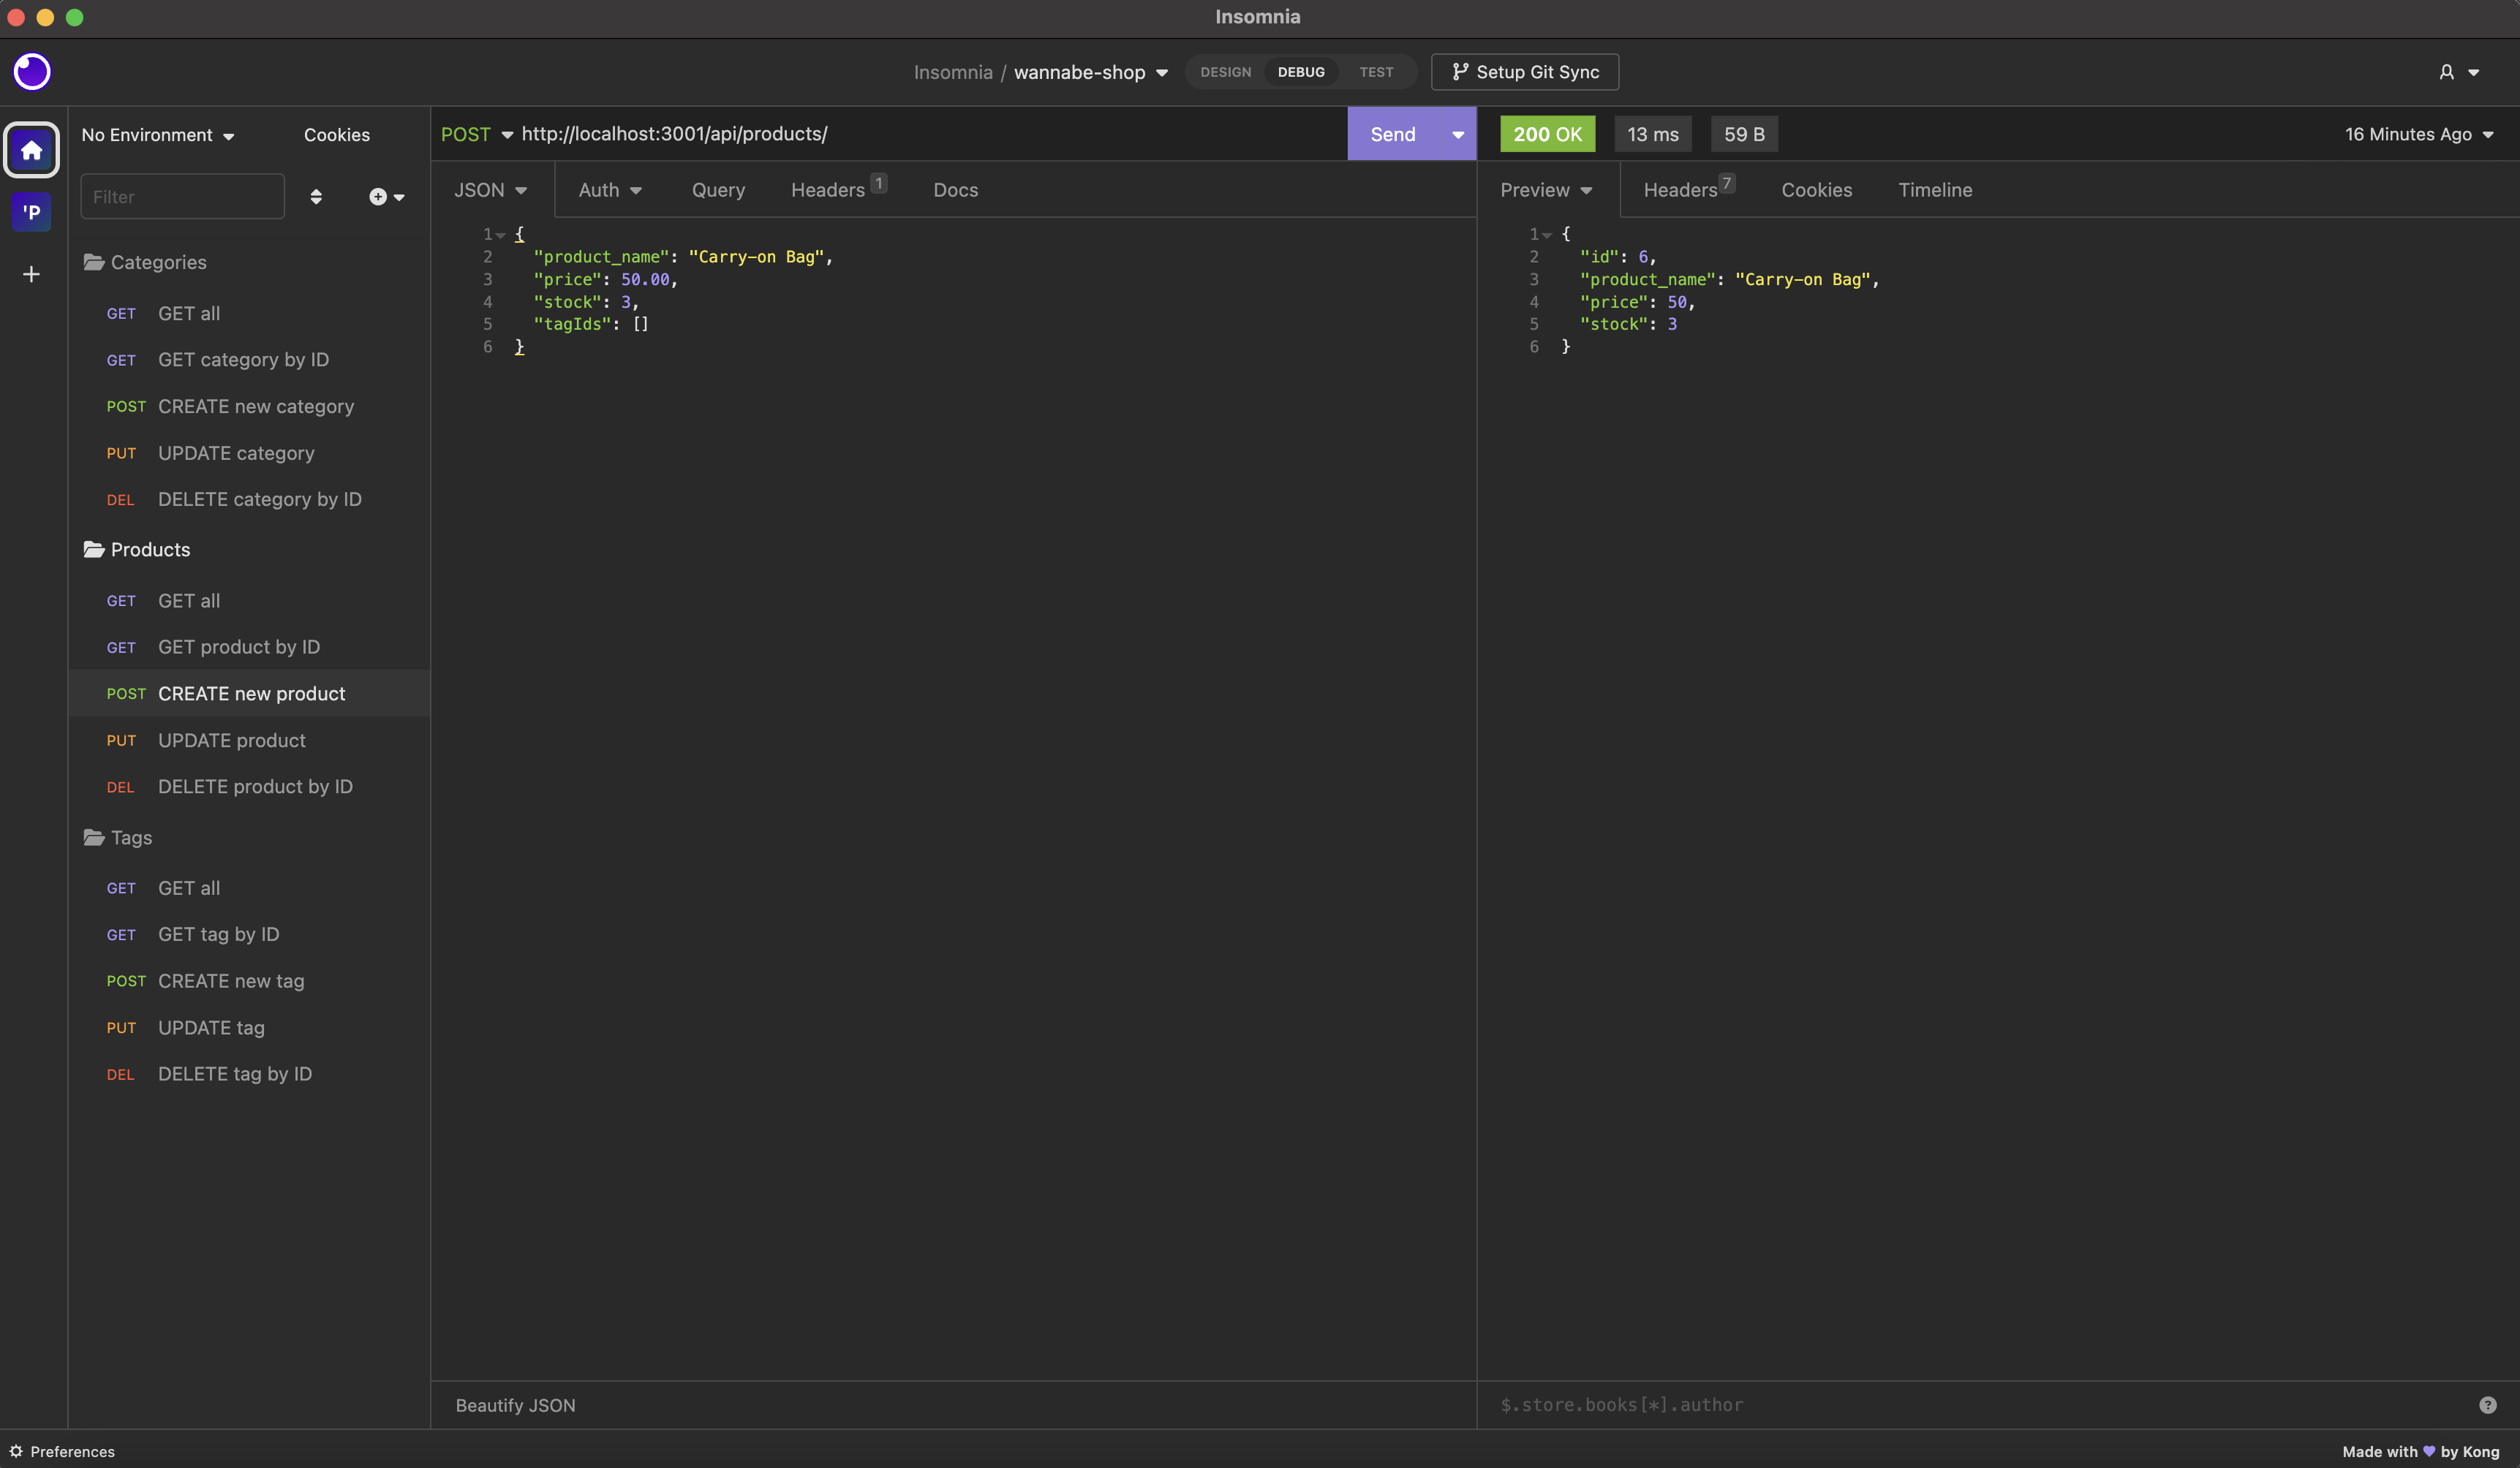 Insomnia
Insomnia / wannabe-shop
DESIGN DEBUG TEST
Setup Git Sync
'P
No Environment
Cookies
Filter
Categories
GET GET all
GET GET category by ID
POST CREATE new category
PUT UPDATE category
DEL DELETE category by ID
Products
GET GET all
GET GET product by ID
POST CREATE new product
PUT UPDATE product
DEL DELETE product by ID
Tags
GET GET all
GET GET tag by ID
POST CREATE new tag
PUT UPDATE tag
DEL DELETE tag by ID
POST http://localhost:3001/api/products/
Send
JSON Auth Query Headers 1 Docs
1 {
2 "product_name": "Carry-on Bag",
3 "price": 50.00,
4 "stock": 3,
5 "tagIds": []
6 }
Beautify JSON
200 OK 13 ms 59 B
16 Minutes Ago
Preview Headers 7 Cookies Timeline
1 {
2 "id": 6,
3 "product_name": "Carry-on Bag",
4 "price": 50,
5 "stock": 3
6 }
$.store.books[*].author
?
Preferences
Made with 💜 by Kong